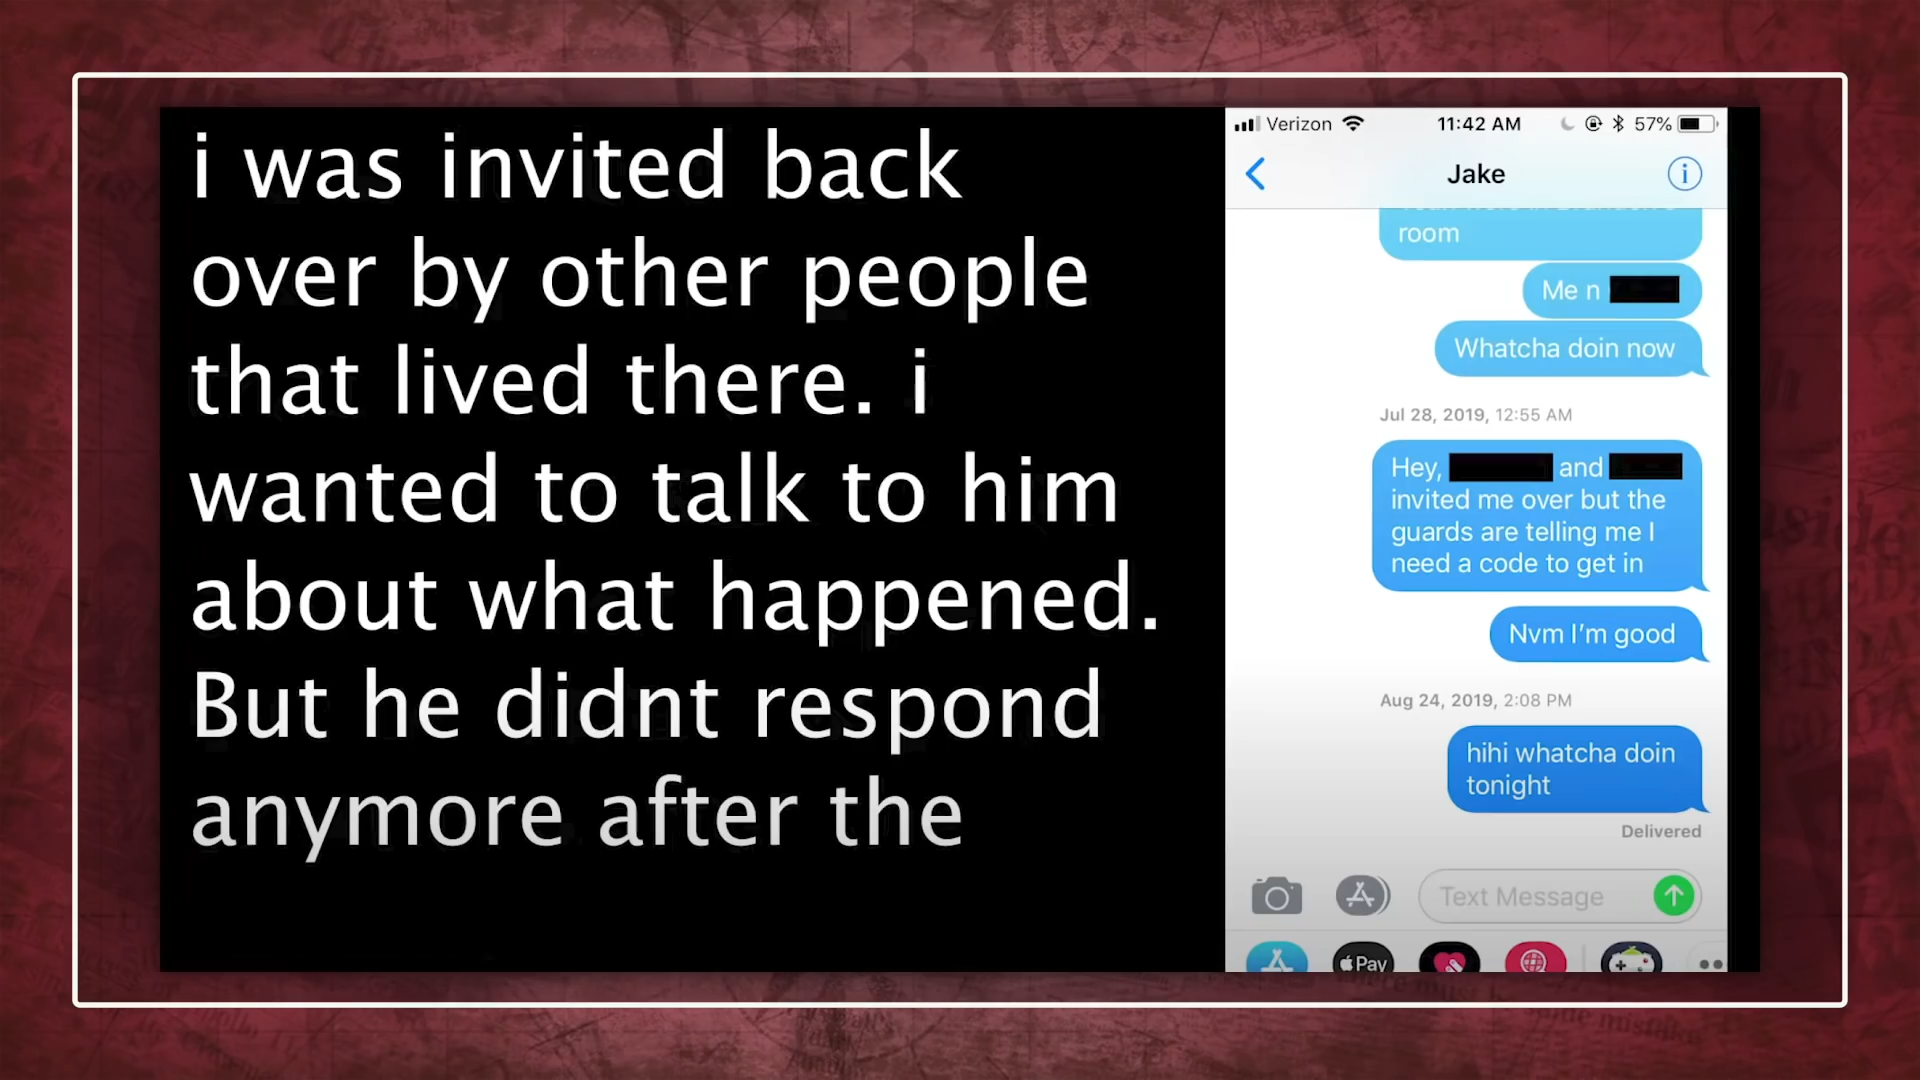 i was invited back
over by other people
that lived there. i
wanted to talk to him
about what happened.
But he didnt respond
anymore after the
Verizon 11:42 AM 57%
Jake
room
Me n
Whatcha doin now
Jul 28, 2019, 12:55 AM
Hey, and
invited me over but the
guards are telling me I
need a code to get in
Nvm I'm good
Aug 24, 2019, 2:08 PM
hihi whatcha doin
tonight
Delivered
Text Message
Pay